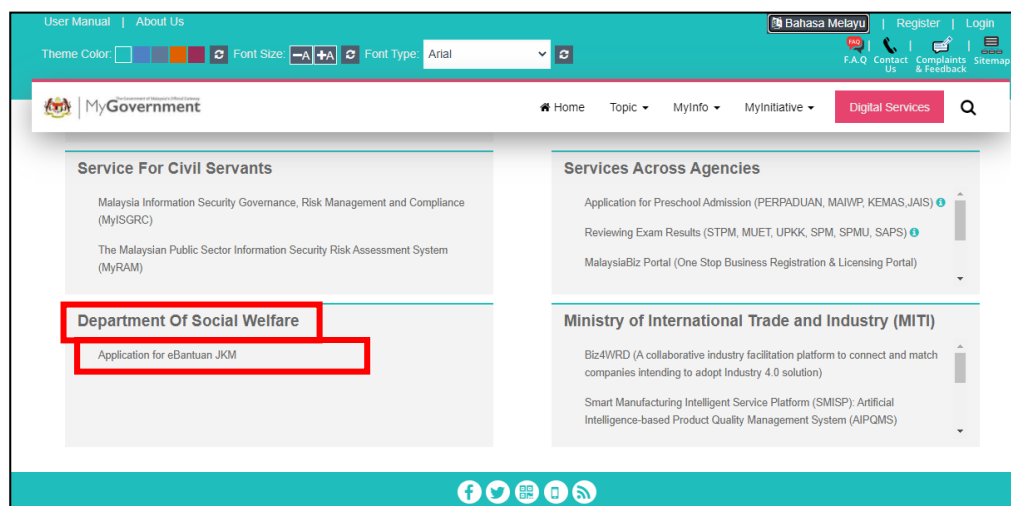 User Manual | About Us
Bahasa Melayu | Register | Login
Theme Color: Font Size: -A +A Font Type: Arial
FAQ
F.A.Q Contact Us Complaints & Feedback Sitemap
The Government of Malaysia's Official Gateway
MyGovernment
Home Topic MyInfo MyInitiative Digital Services
Service For Civil Servants
Malaysia Information Security Governance, Risk Management and Compliance
(MyISGRC)
The Malaysian Public Sector Information Security Risk Assessment System
(MyRAM)
Services Across Agencies
Application for Preschool Admission (PERPADUAN, MAIWP, KEMAS,JAIS)
Reviewing Exam Results (STPM, MUET, UPKK, SPM, SPMU, SAPS)
MalaysiaBiz Portal (One Stop Business Registration & Licensing Portal)
Department Of Social Welfare
Application for eBantuan JKM
Ministry of International Trade and Industry (MITI)
Biz4WRD (A collaborative industry facilitation platform to connect and match
companies intending to adopt Industry 4.0 solution)
Smart Manufacturing Intelligent Service Platform (SMISP): Artificial
Intelligence-based Product Quality Management System (AIPQMS)